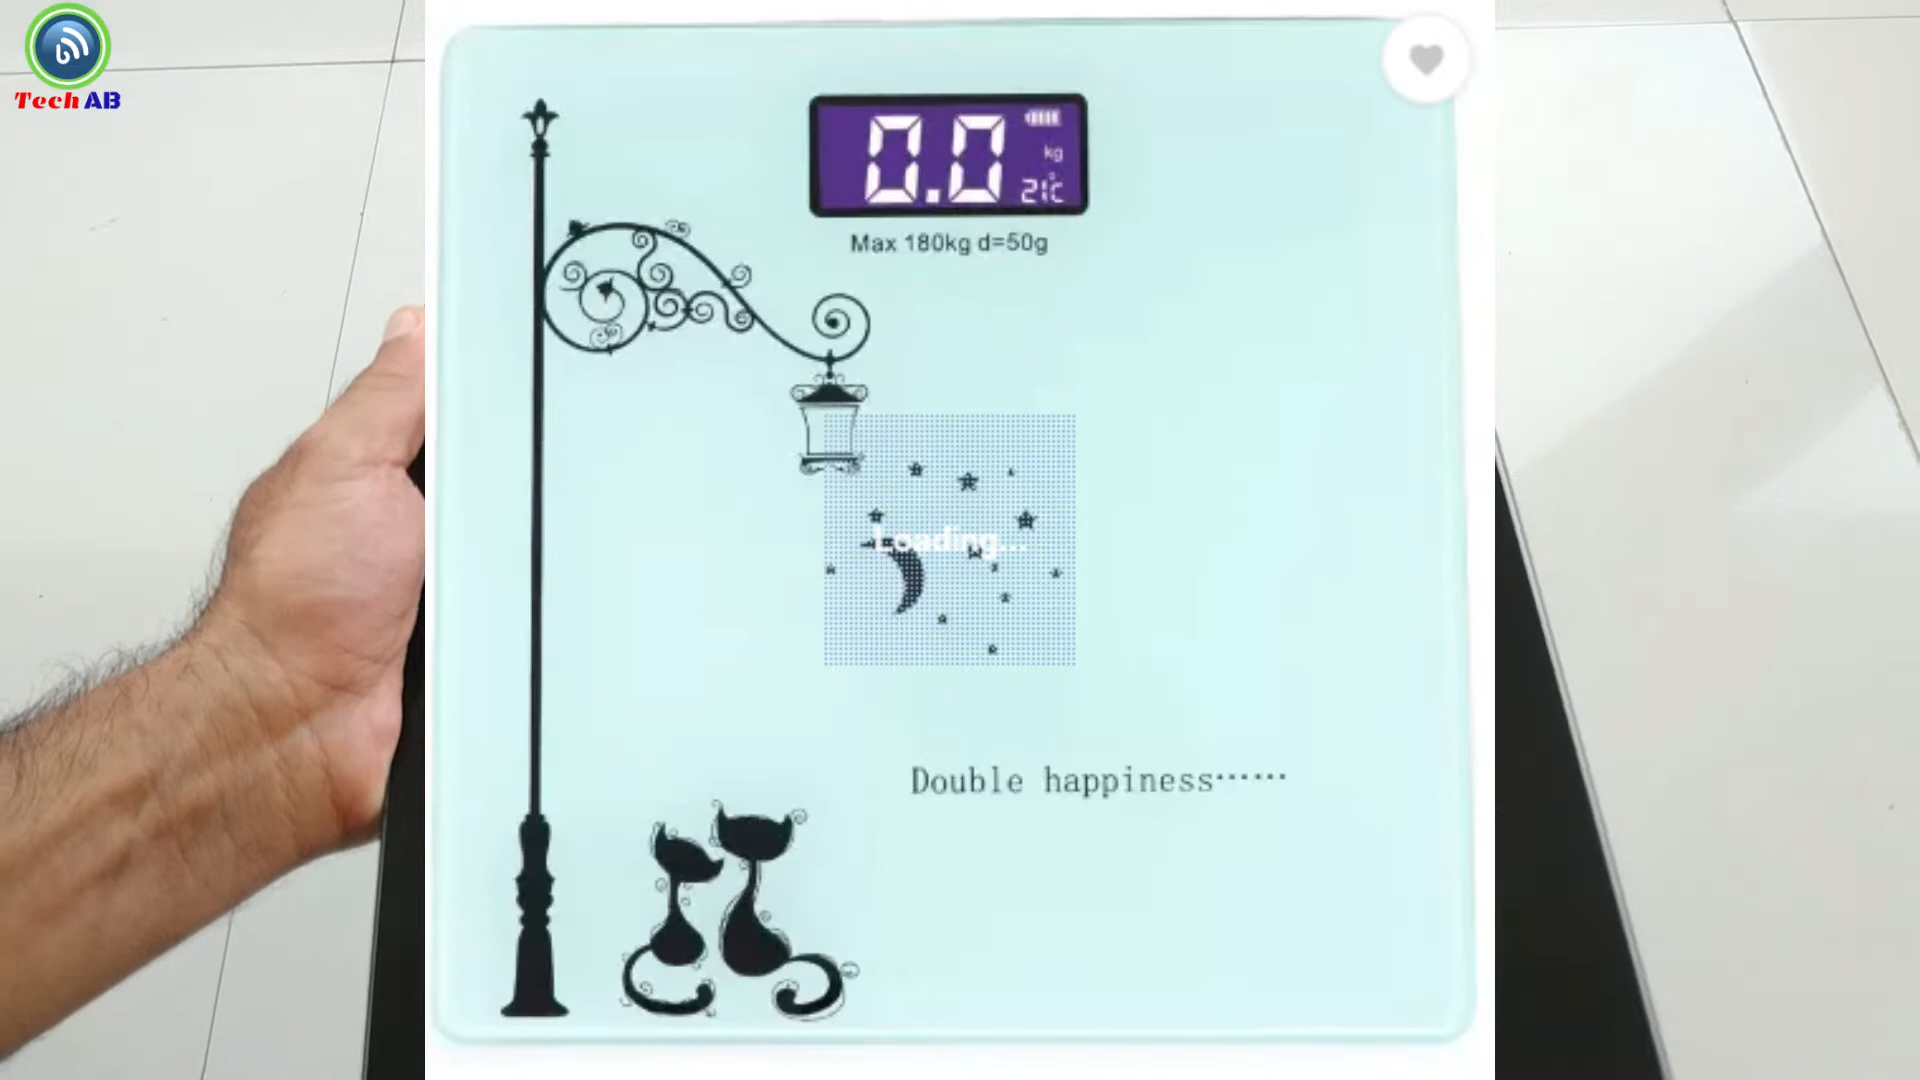 Tech AB
0.0
kg
21°C
Max 180kg d=50g
Loading...
Double happiness······